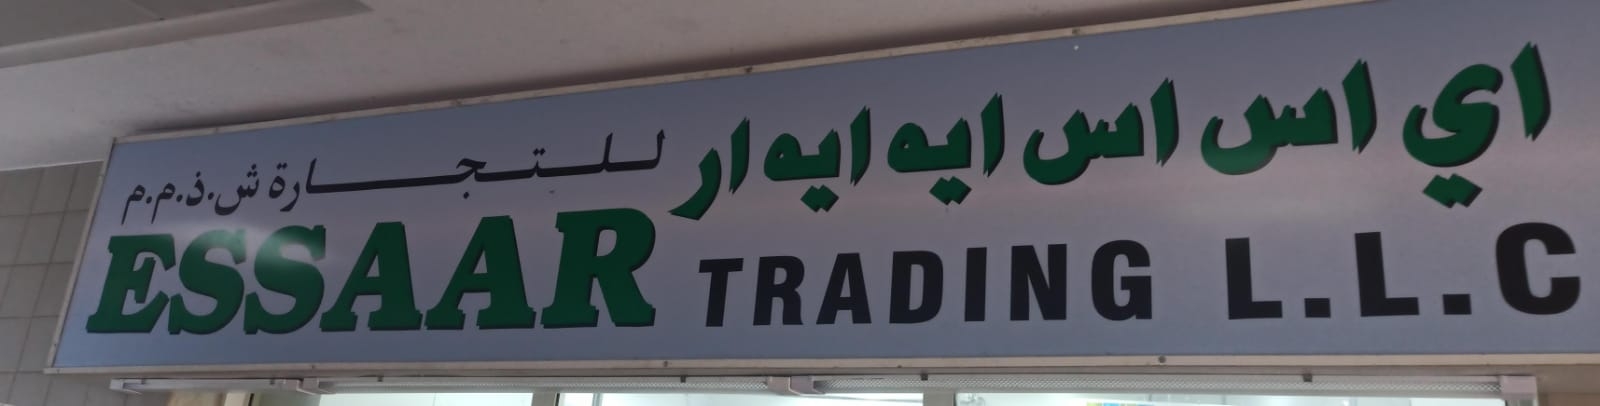 اي اس اس ايه ايه ار للتجارة ش.ذ.م.م
ESSAAR TRADING L.L.C